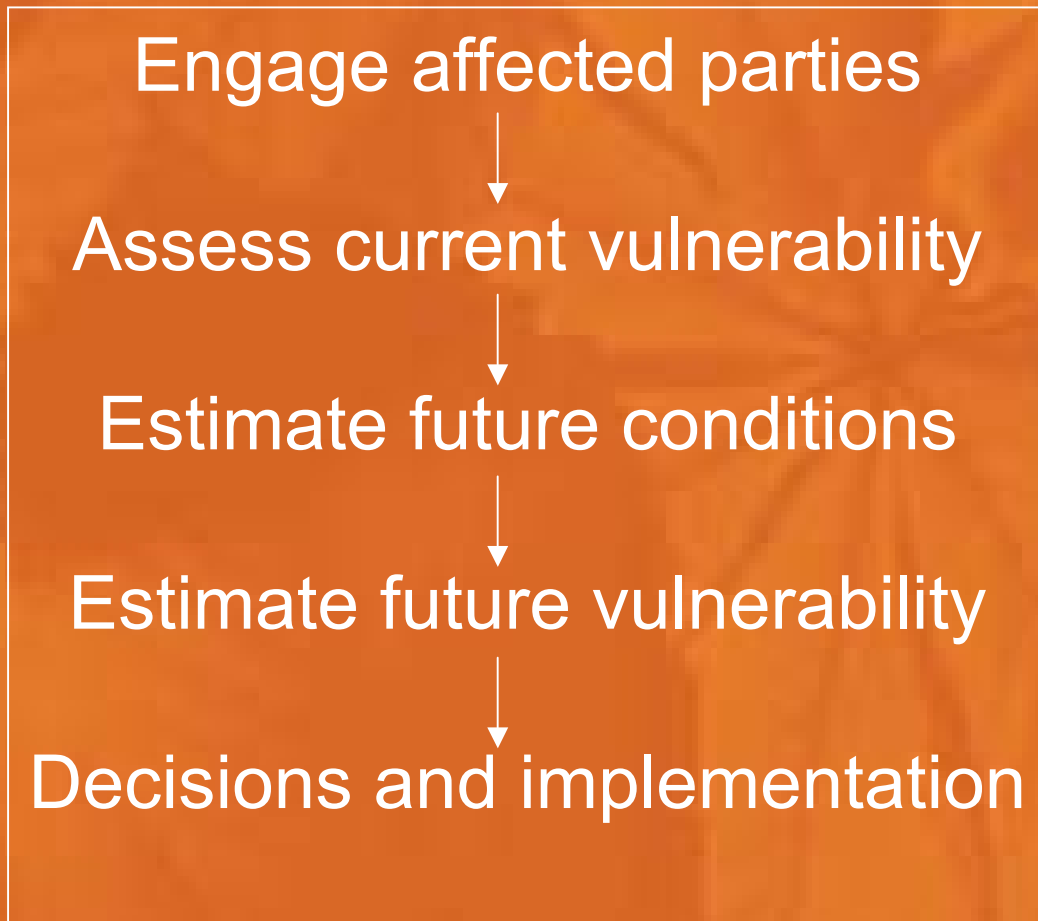 Engage affected parties
Assess current vulnerability
Estimate future conditions
Estimate future vulnerability
Decisions and implementation